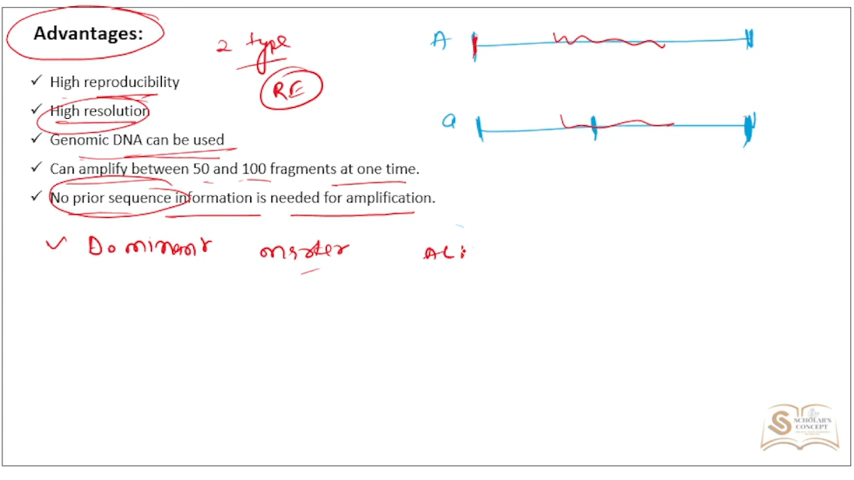 Advantages:
2 type
RE
✓ High reproducibility
✓ High resolution
✓ Genomic DNA can be used
✓ Can amplify between 50 and 100 fragments at one time.
✓ No prior sequence information is needed for amplification.
A
a
✓ Dominant
SCHOLAR'S
CONCEPT